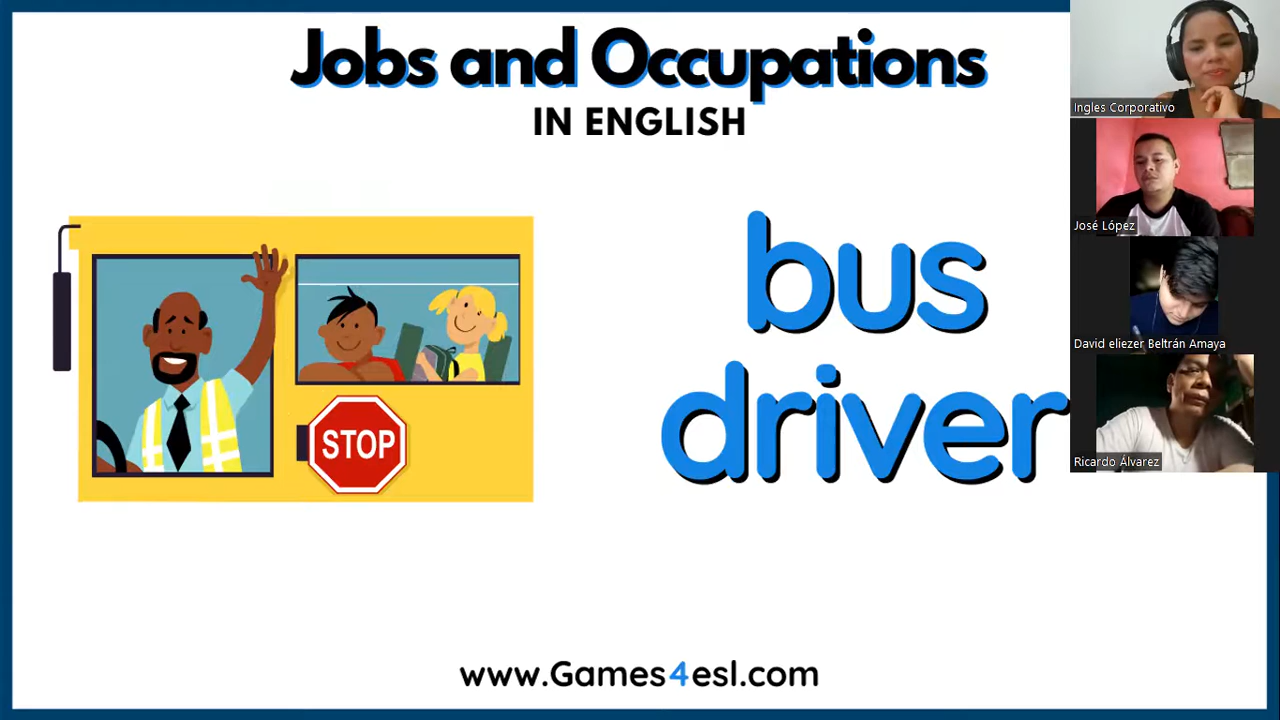 Jobs and Occupations
IN ENGLISH
bus
driver
STOP
www.Games4esl.com
Ingles Corporativo
José López
David eliezer Beltrán Amaya
Ricardo Álvarez